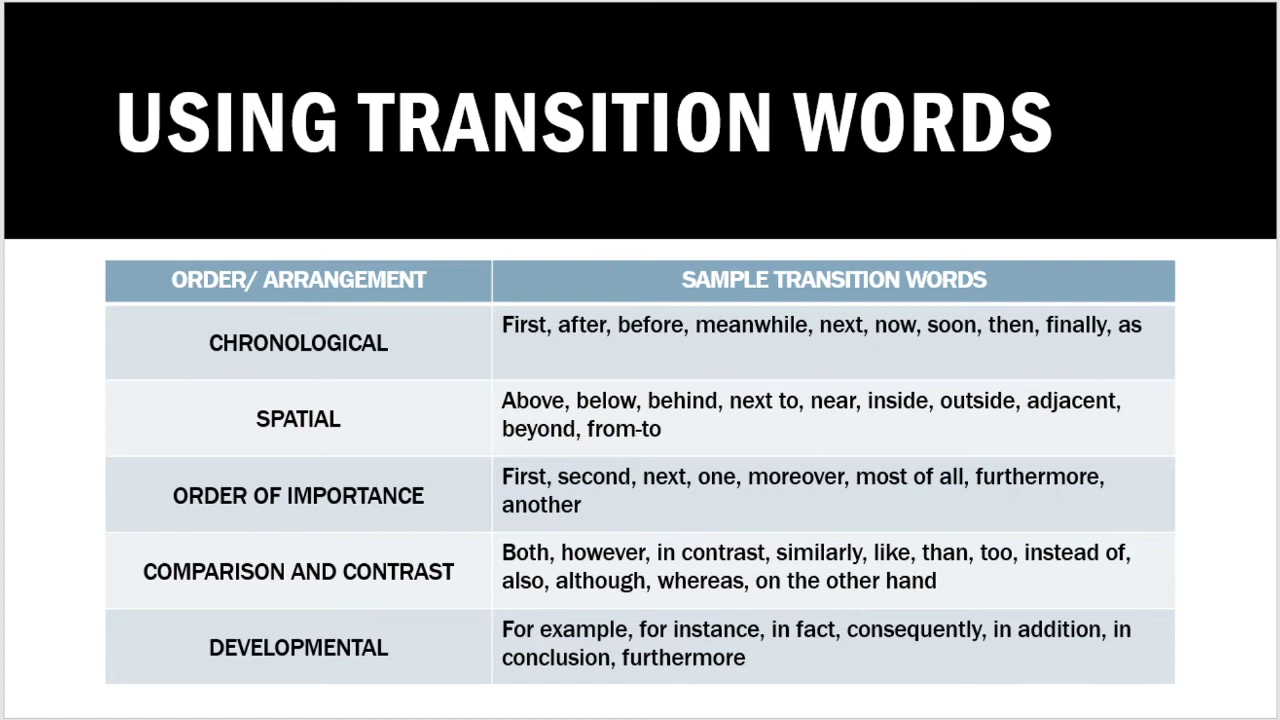 USING TRANSITION WORDS
ORDER/ ARRANGEMENT
SAMPLE TRANSITION WORDS
CHRONOLOGICAL
First, after, before, meanwhile, next, now, soon, then, finally, as
SPATIAL
Above, below, behind, next to, near, inside, outside, adjacent,
beyond, from-to
ORDER OF IMPORTANCE
First, second, next, one, moreover, most of all, furthermore,
another
COMPARISON AND CONTRAST
Both, however, in contrast, similarly, like, than, too, instead of,
also, although, whereas, on the other hand
DEVELOPMENTAL
For example, for instance, in fact, consequently, in addition, in
conclusion, furthermore